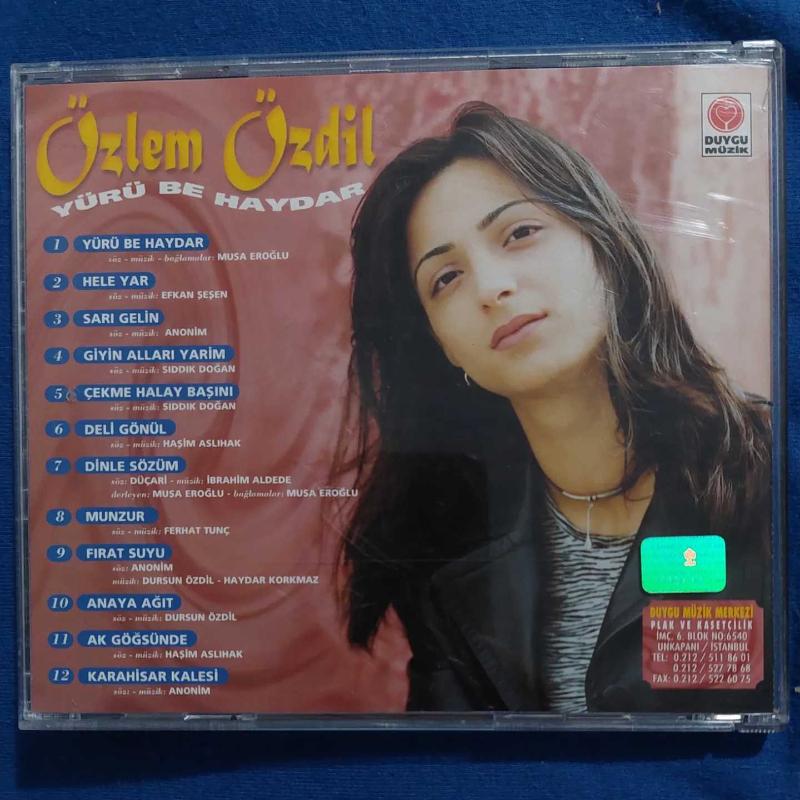 Özlem Özdil
YÜRÜ BE HAYDAR
DUYGU
MÜZİK
1 YÜRÜ BE HAYDAR
söz - müzik - bağlamalar: MUSA EROĞLU
2 HELE YAR
söz - müzik: EFKAN ŞEŞEN
3 SARI GELİN
söz - müzik: ANONİM
4 GİYİN ALLARI YARİM
söz - müzik: SIDDIK DOĞAN
5 ÇEKME HALAY BAŞINI
söz - müzik: SIDDIK DOĞAN
6 DELİ GÖNÜL
söz - müzik: HAŞİM ASLIHAK
7 DİNLE SÖZÜM
söz: DÜÇARİ - müzik: İBRAHİM ALDEDE
derleyen: MUSA EROĞLU - bağlamalar: MUSA EROĞLU
8 MUNZUR
söz - müzik: FERHAT TUNÇ
9 FIRAT SUYU
söz: ANONİM
müzik: DURSUN ÖZDİL - HAYDAR KORKMAZ
10 ANAYA AĞIT
söz - müzik: DURSUN ÖZDİL
11 AK GÖĞSÜNDE
söz - müzik: HAŞİM ASLIHAK
12 KARAHİSAR KALESİ
söz: - müzik: ANONİM
DUYGU MÜZİK MERKEZİ
PLAK VE KASETÇİLİK
İMÇ. 6. BLOK NO:6540
UNKAPANI / İSTANBUL
TEL: 0.212 / 511 86 01
0.212 / 527 78 68
FAX: 0.212 / 522 60 75